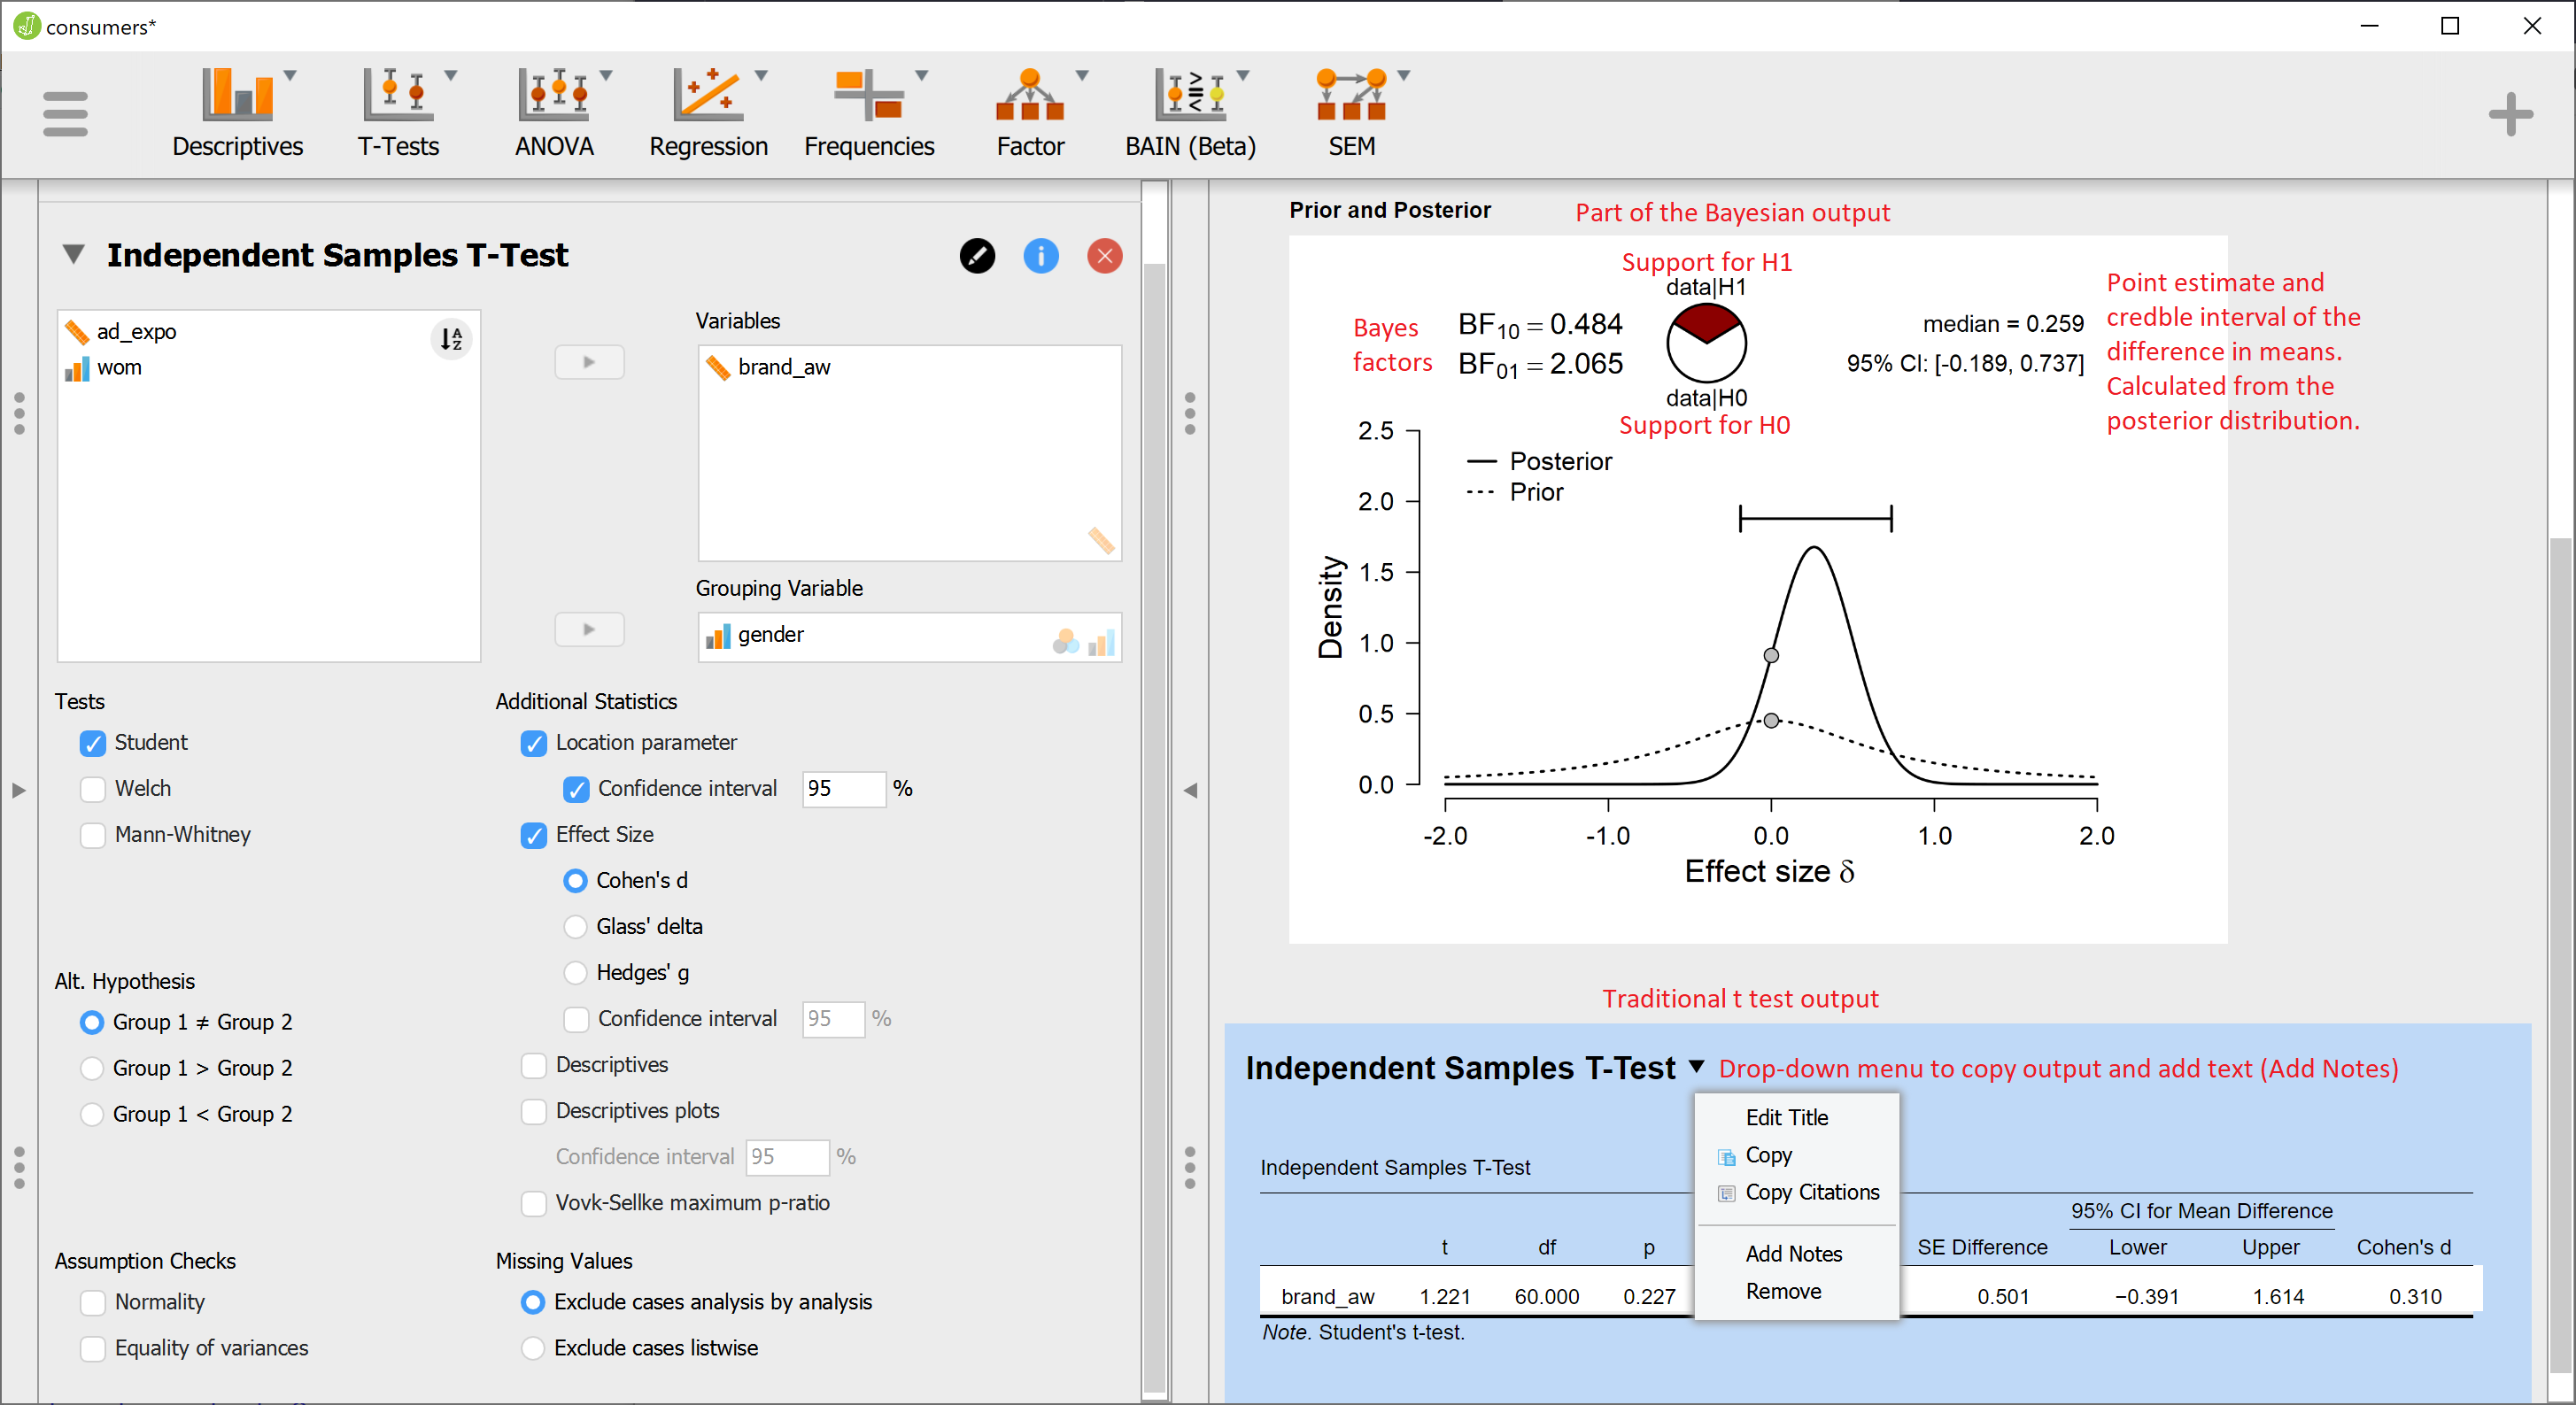 consumers*
Descriptives
T-Tests
ANOVA
Regression
Frequencies
Factor
BAIN (Beta)
SEM
Independent Samples T-Test
ad_expo
wom
Variables
brand_aw
Grouping Variable
gender
Tests
Student
Welch
Mann-Whitney
Alt. Hypothesis
Group 1 ≠ Group 2
Group 1 > Group 2
Group 1 < Group 2
Assumption Checks
Normality
Equality of variances
Additional Statistics
Location parameter
Confidence interval 95 %
Effect Size
Cohen's d
Glass' delta
Hedges' g
Confidence interval 95 %
Descriptives
Descriptives plots
Confidence interval 95 %
Vovk-Sellke maximum p-ratio
Missing Values
Exclude cases analysis by analysis
Exclude cases listwise
Prior and Posterior
Part of the Bayesian output
Support for H1
data|H1
Bayes
factors
BF10 = 0.484
BF01 = 2.065
data|H0
Support for H0
median = 0.259
95% CI: [-0.189, 0.737]
Point estimate and
credble interval of the
difference in means.
Calculated from the
posterior distribution.
Posterior
Prior
2.5
2.0
1.5
1.0
0.5
0.0
Density
-2.0 -1.0 0.0 1.0 2.0
Effect size δ
Traditional t test output
Independent Samples T-Test ▼
Drop-down menu to copy output and add text (Add Notes)
Edit Title
Copy
Copy Citations
Add Notes
Remove
Independent Samples T-Test
95% CI for Mean Difference
t df p SE Difference Lower Upper Cohen's d
brand_aw 1.221 60.000 0.227 0.501 −0.391 1.614 0.310
Note. Student's t-test.